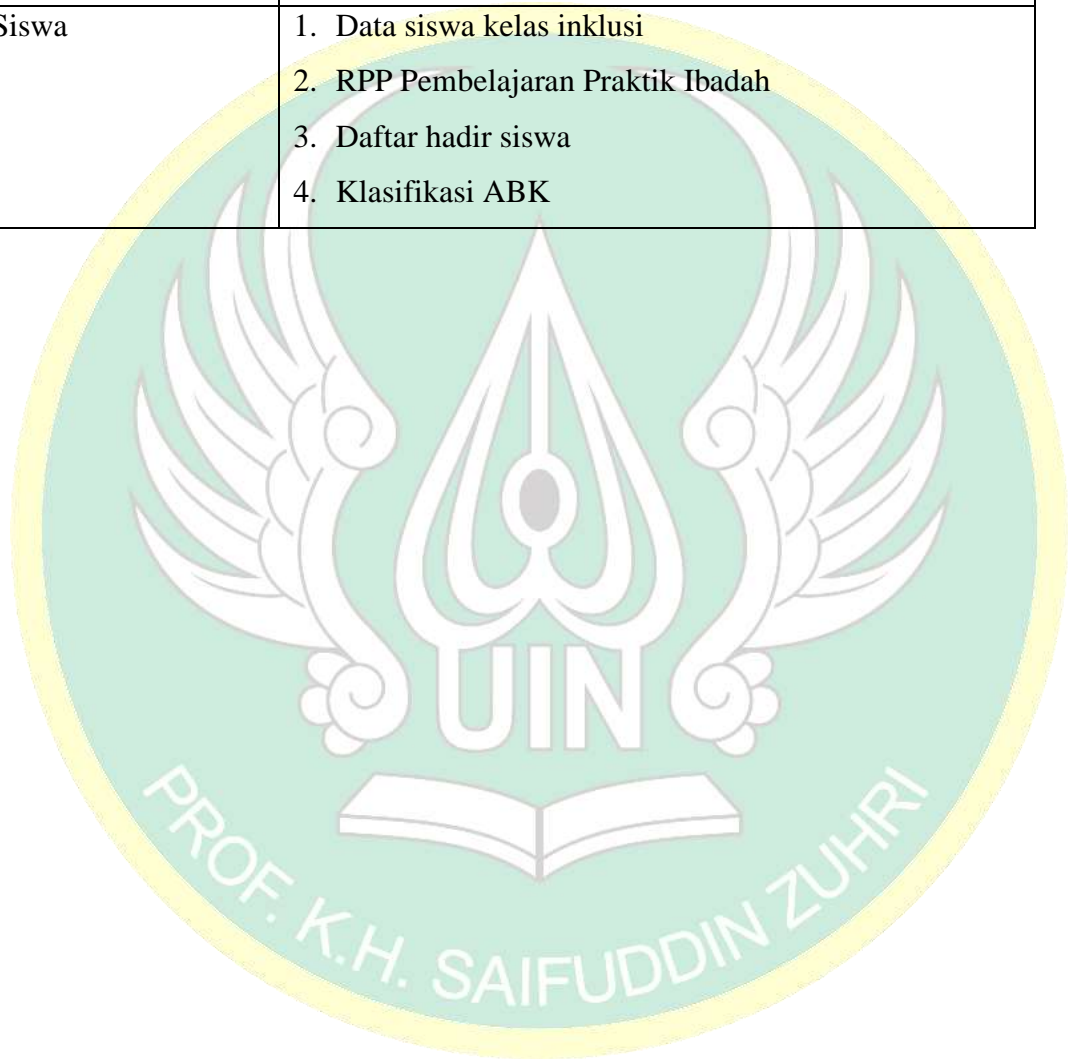 Siswa
1. Data siswa kelas inklusi
2. RPP Pembelajaran Praktik Ibadah
3. Daftar hadir siswa
4. Klasifikasi ABK
UIN
PROF. K.H. SAIFUDDIN ZUHRI